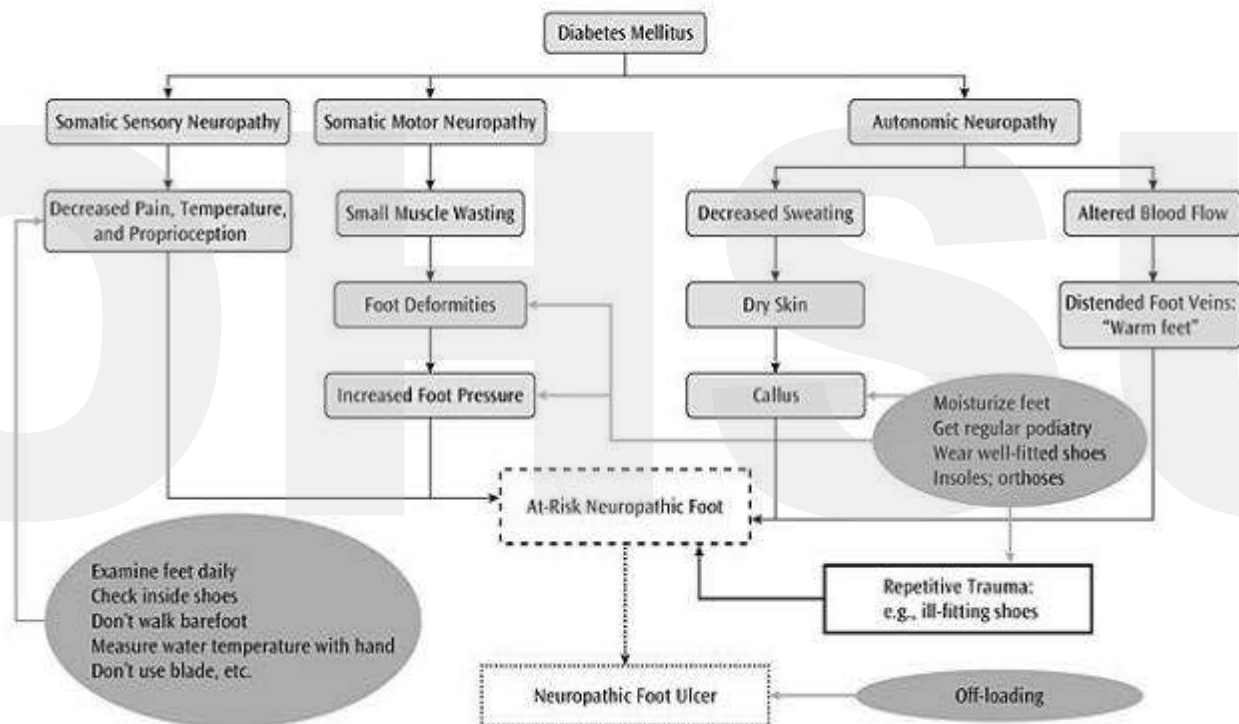 Diabetes Mellitus
Somatic Sensory Neuropathy
Somatic Motor Neuropathy
Autonomic Neuropathy
Decreased Pain, Temperature,
and Proprioception
Small Muscle Wasting
Decreased Sweating
Altered Blood Flow
Foot Deformities
Dry Skin
Distended Foot Veins:
"Warm feet"
Increased Foot Pressure
Callus
Moisturize feet
Get regular podiatry
Wear well-fitted shoes
Insoles; orthoses
At-Risk Neuropathic Foot
Examine feet daily
Check inside shoes
Don't walk barefoot
Measure water temperature with hand
Don't use blade, etc.
Repetitive Trauma:
e.g., ill-fitting shoes
Neuropathic Foot Ulcer
Off-loading